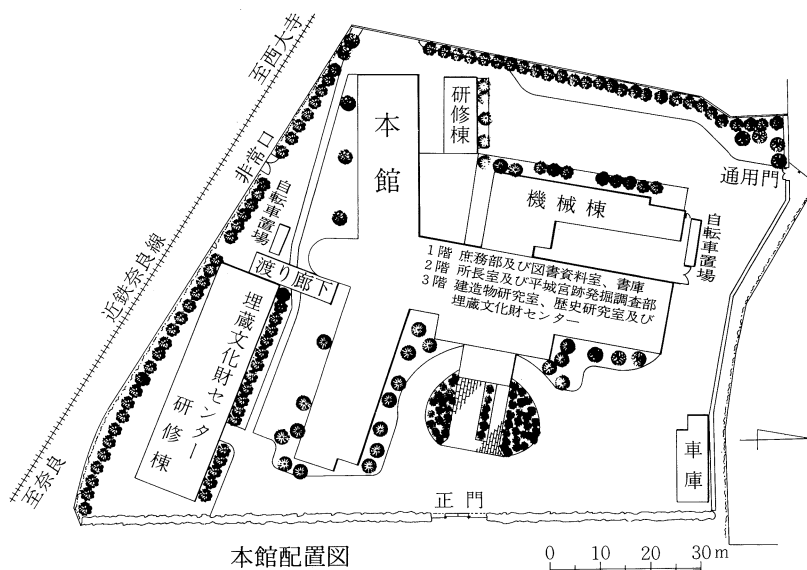 至西大寺
本館
研修棟
非常口
自転車置場
通用門
機械棟
自転車置場
近鉄奈良線
渡り廊下
1階 庶務部及び図書資料室、書庫
2階 所長室及び平城宮跡発掘調査部
3階 建造物研究室、歴史研究室及び
埋蔵文化財センター
埋蔵文化財センター
研修棟
車庫
至奈良
正門
本館配置図
0 10 20 30m